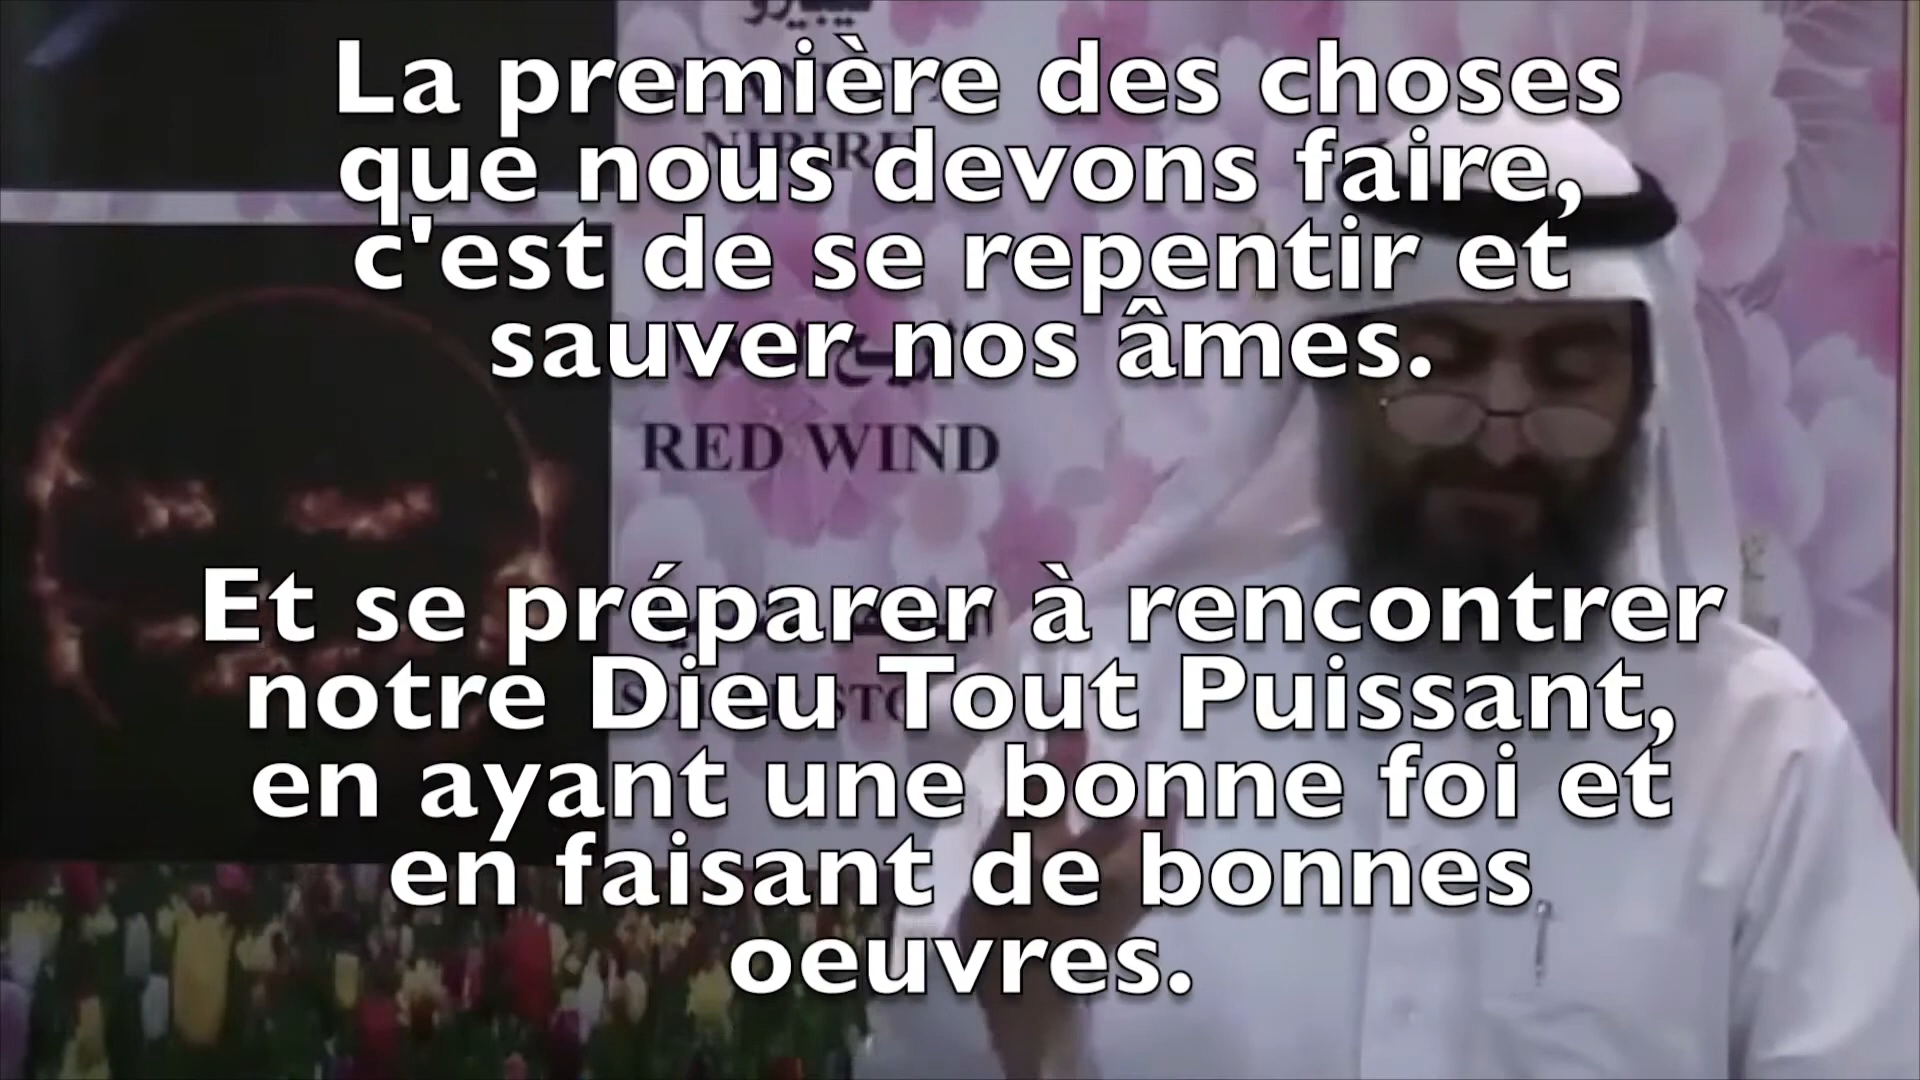 La première des choses
que nous devons faire,
c'est de se repentir et
sauver nos âmes.
RED WIND
Et se préparer à rencontrer
notre Dieu Tout Puissant,
en ayant une bonne foi et
en faisant de bonnes
oeuvres.